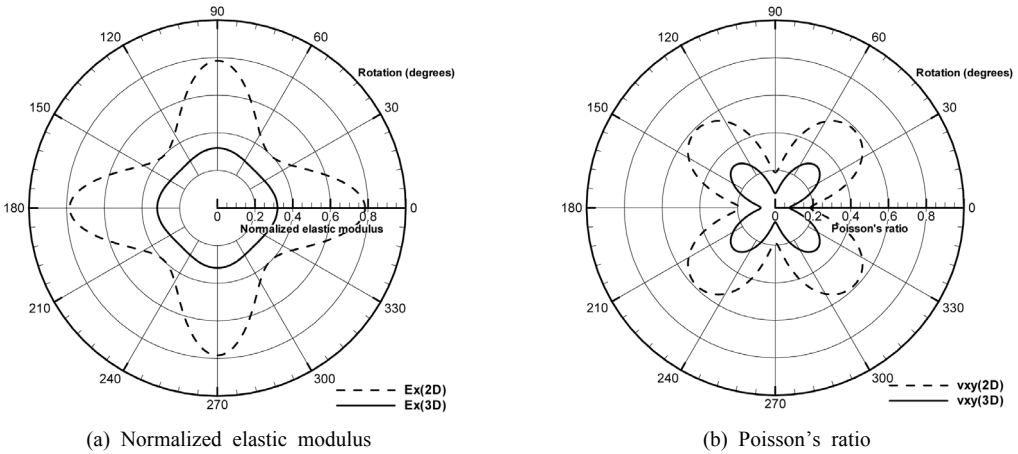 90
120
60
Rotation (degrees)
150
30
180
0
0 0.2 0.4 0.6 0.8
Normalized elastic modulus
210
330
240
300
270
Ex(2D)
Ex(3D)
(a) Normalized elastic modulus
90
120
60
Rotation (degrees)
150
30
180
0
0 0.2 0.4 0.6 0.8
Poisson's ratio
210
330
240
300
270
vxy(2D)
vxy(3D)
(b) Poisson's ratio